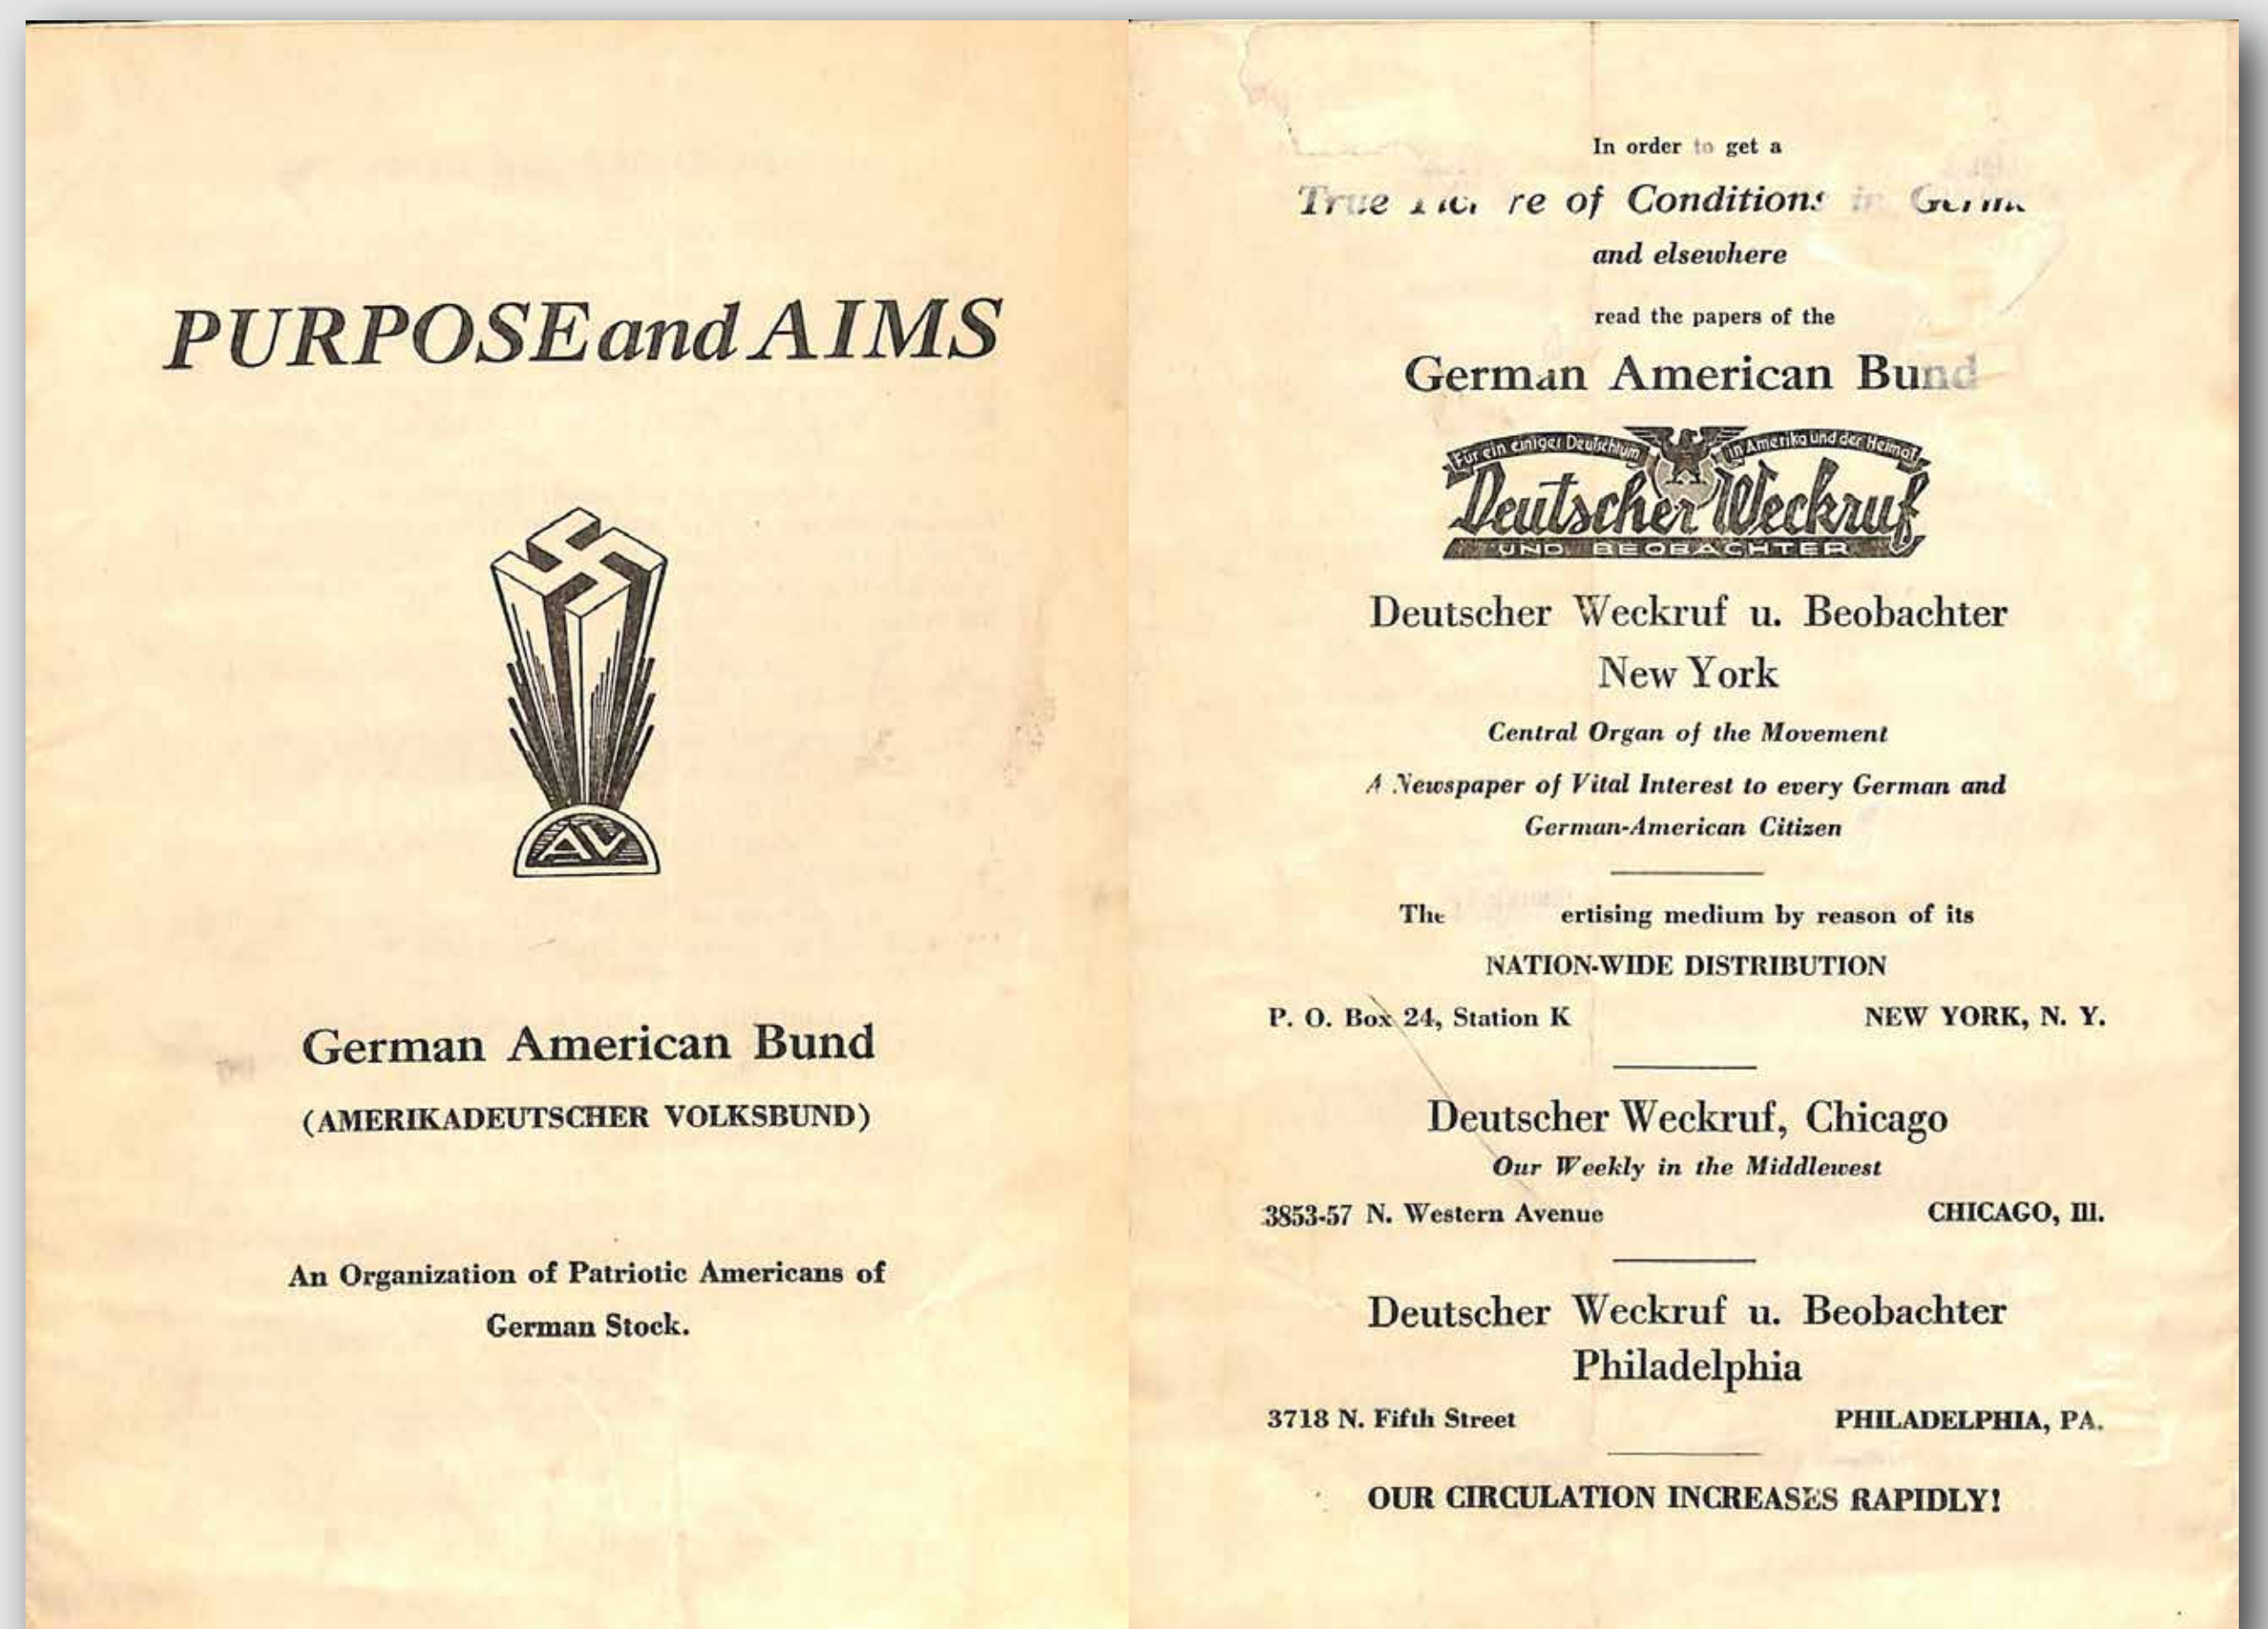 PURPOSE and AIMS
AV
German American Bund
(AMERIKADEUTSCHER VOLKSBUND)
An Organization of Patriotic Americans of
German Stock.
In order to get a
True re of Conditions in
and elsewhere
read the papers of the
German American Bund
Für ein einiges Deutschtum in Amerika und der Heimat
Deutscher Weckruf
UND BEOBACHTER
Deutscher Weckruf u. Beobachter
New York
Central Organ of the Movement
A Newspaper of Vital Interest to every German and
German-American Citizen
The ertising medium by reason of its
NATION-WIDE DISTRIBUTION
P. O. Box 24, Station K NEW YORK, N. Y.
Deutscher Weckruf, Chicago
Our Weekly in the Middlewest
3853-57 N. Western Avenue CHICAGO, Ill.
Deutscher Weckruf u. Beobachter
Philadelphia
3718 N. Fifth Street PHILADELPHIA, PA.
OUR CIRCULATION INCREASES RAPIDLY!